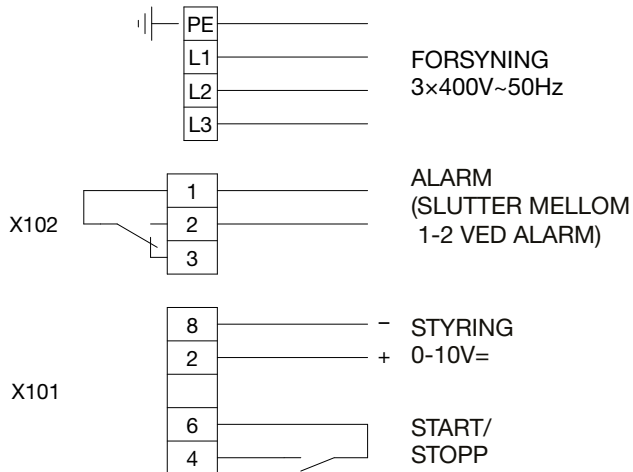 PE
L1
L2
L3
FORSYNING
3×400V~50Hz
X102
1
2
3
ALARM
(SLUTTER MELLOM
1-2 VED ALARM)
X101
8
2
6
4
−
+
STYRING
0-10V=
START/
STOPP